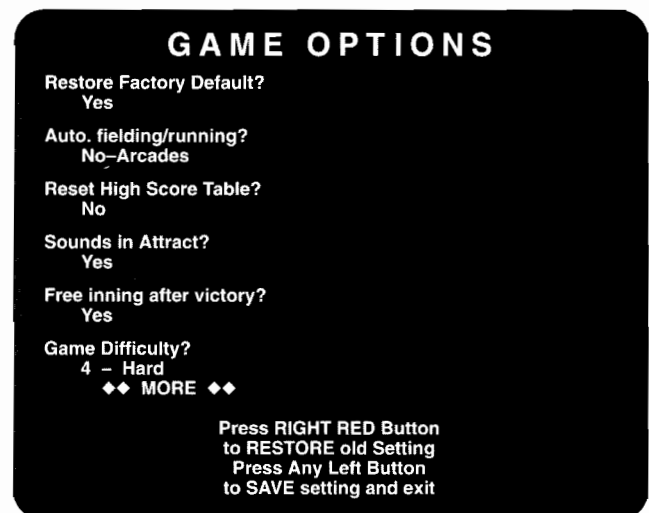 GAME OPTIONS
Restore Factory Default?
Yes
Auto. fielding/running?
No–Arcades
Reset High Score Table?
No
Sounds in Attract?
Yes
Free inning after victory?
Yes
Game Difficulty?
4 – Hard
◆◆ MORE ◆◆
Press RIGHT RED Button
to RESTORE old Setting
Press Any Left Button
to SAVE setting and exit